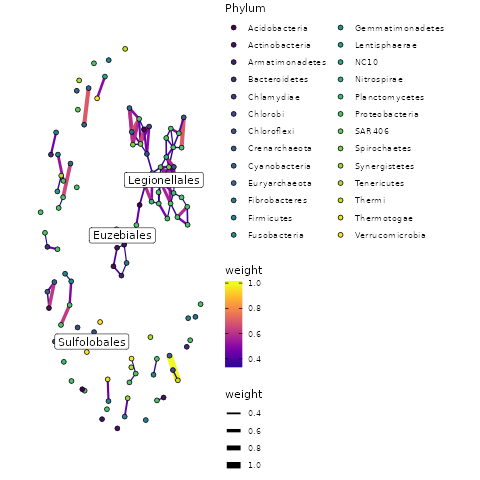 Phylum
Acidobacteria
Actinobacteria
Armatimonadetes
Bacteroidetes
Chlamydiae
Chlorobi
Chloroflexi
Crenarchaeota
Cyanobacteria
Euryarchaeota
Fibrobacteres
Firmicutes
Fusobacteria
Gemmatimonadetes
Lentisphaerae
NC10
Nitrospirae
Planctomycetes
Proteobacteria
SAR406
Spirochaetes
Synergistetes
Tenericutes
Thermi
Thermotogae
Verrucomicrobia
Legionellales
Euzebiales
Sulfolobales
weight
1.0
0.8
0.6
0.4
weight
0.4
0.6
0.8
1.0